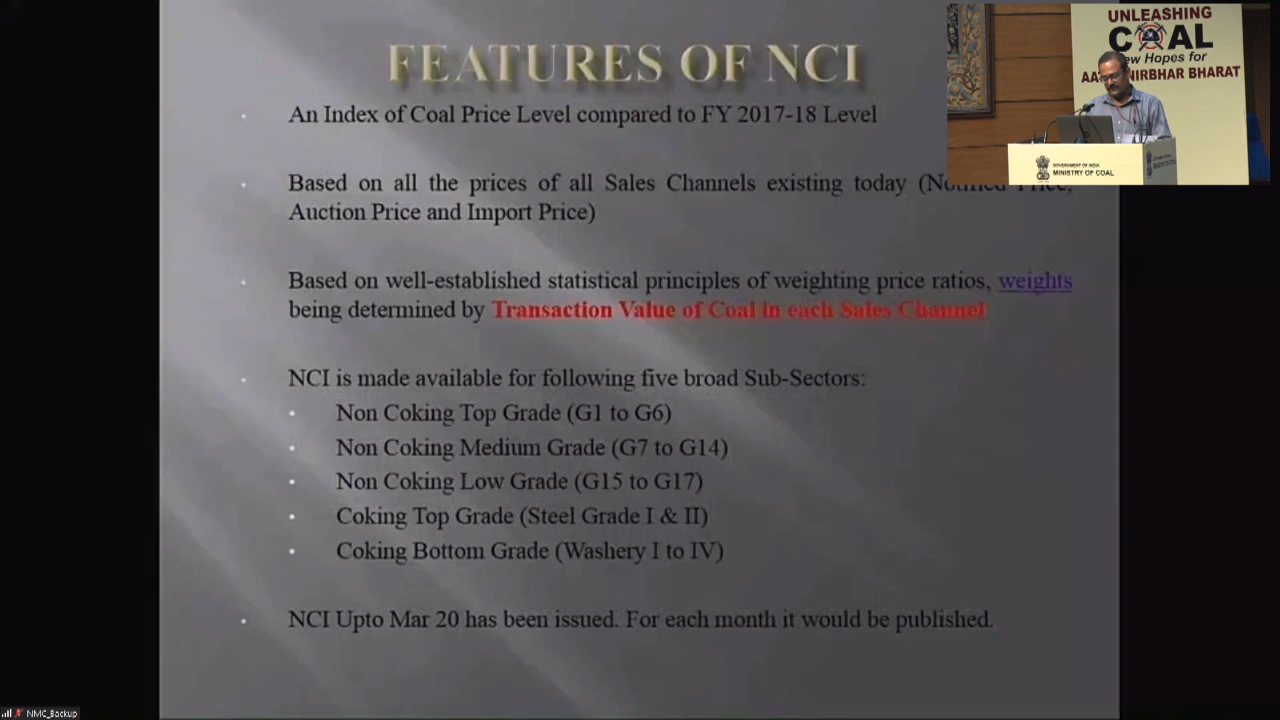 FEATURES OF NCI
An Index of Coal Price Level compared to FY 2017-18 Level
Based on all the prices of all Sales Channels existing today (Notified Price,
Auction Price and Import Price)
Based on well-established statistical principles of weighting price ratios, weights
being determined by Transaction Value of Coal in each Sales Channel
NCI is made available for following five broad Sub-Sectors:
Non Coking Top Grade (G1 to G6)
Non Coking Medium Grade (G7 to G14)
Non Coking Low Grade (G15 to G17)
Coking Top Grade (Steel Grade I & II)
Coking Bottom Grade (Washery I to IV)
NCI Upto Mar 20 has been issued. For each month it would be published.
UNLEASHING
COAL
New Hopes for
NIRBHAR BHARAT
GOVERNMENT OF INDIA
MINISTRY OF COAL
NMC_Backup